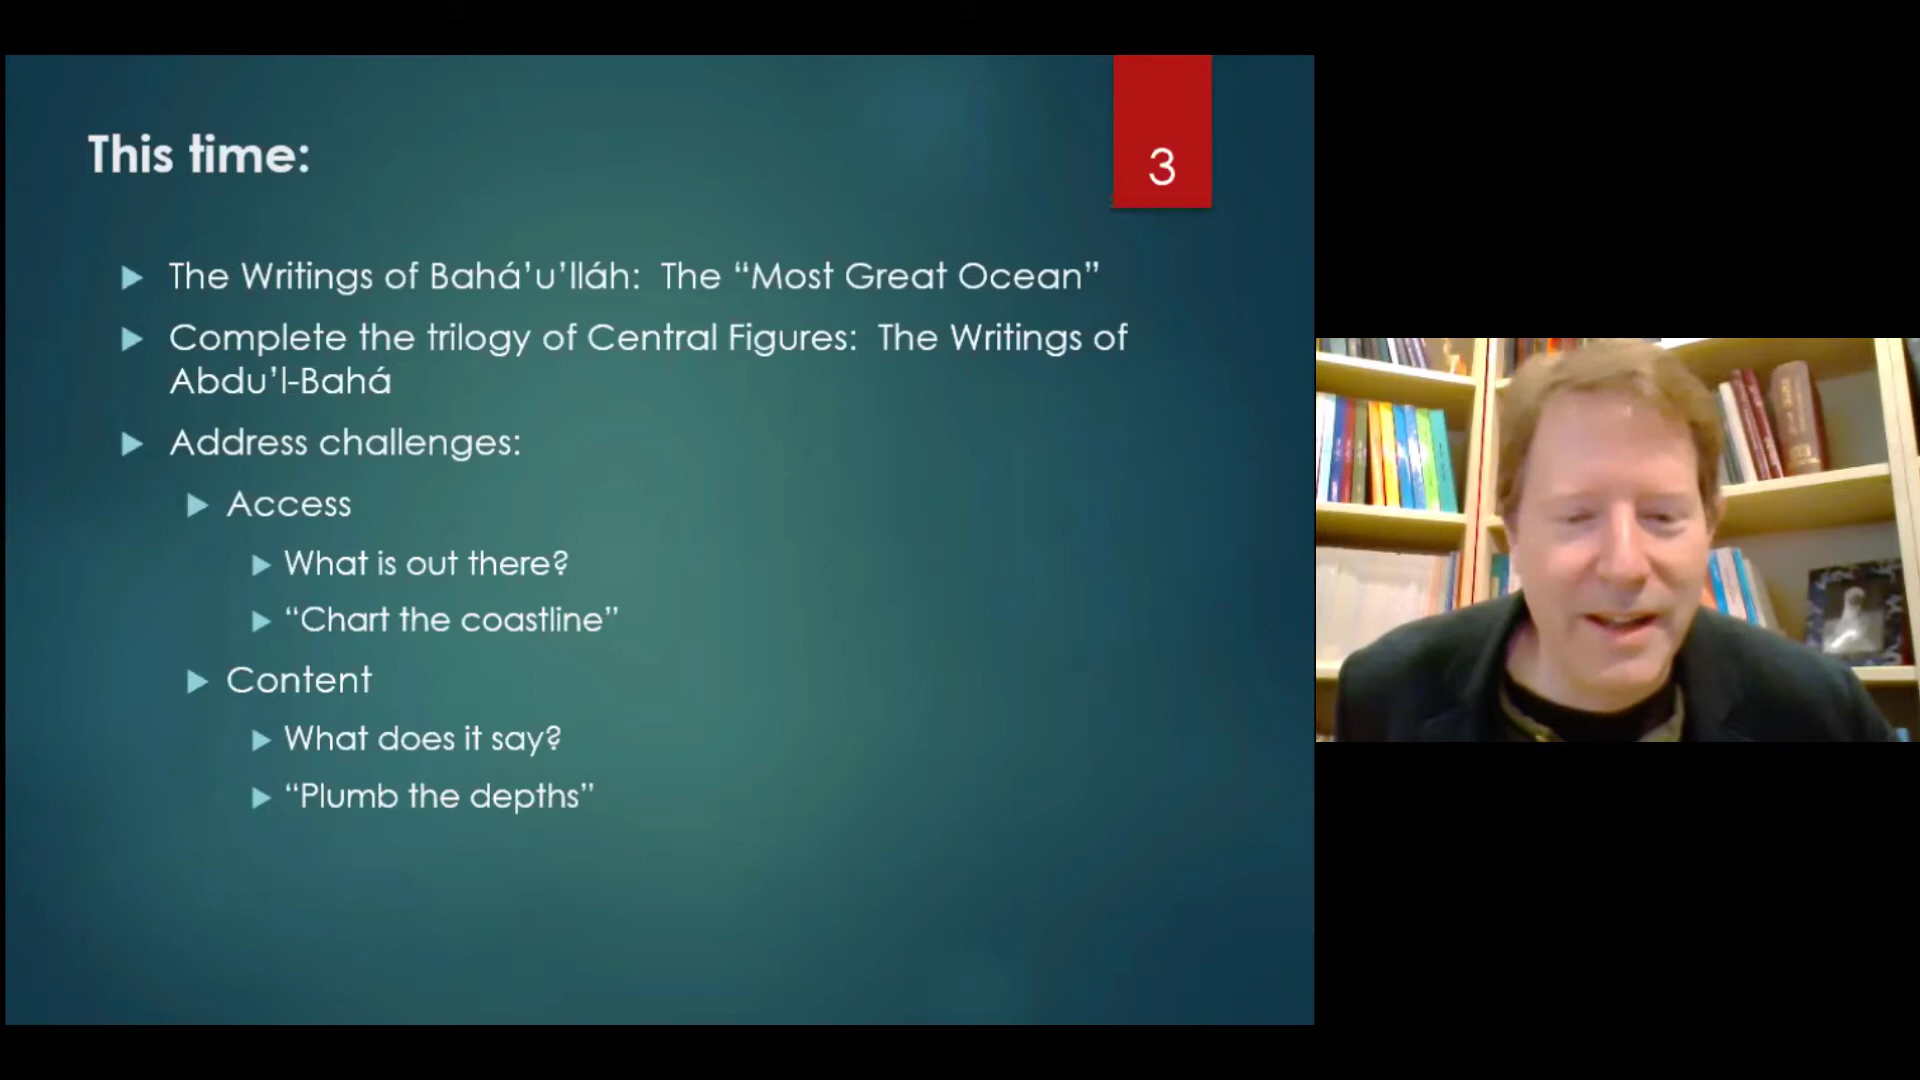 This time:
3
The Writings of Bahá’u’lláh:  The “Most Great Ocean”
Complete the trilogy of Central Figures:  The Writings of
Abdu’l-Bahá
Address challenges:
Access
What is out there?
“Chart the coastline”
Content
What does it say?
“Plumb the depths”